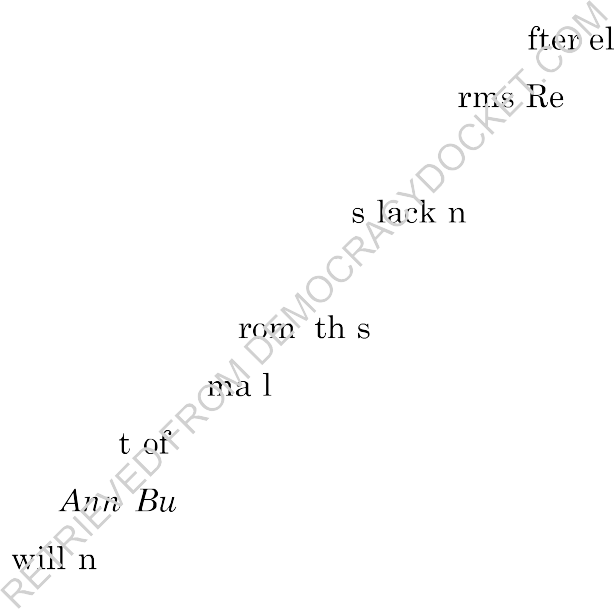 fter el
rms Re
s lack n
rom th s
ma l
t of
Ann Bu
will n
RETRIEVED FROM DEMOCRACYDOCKET.COM